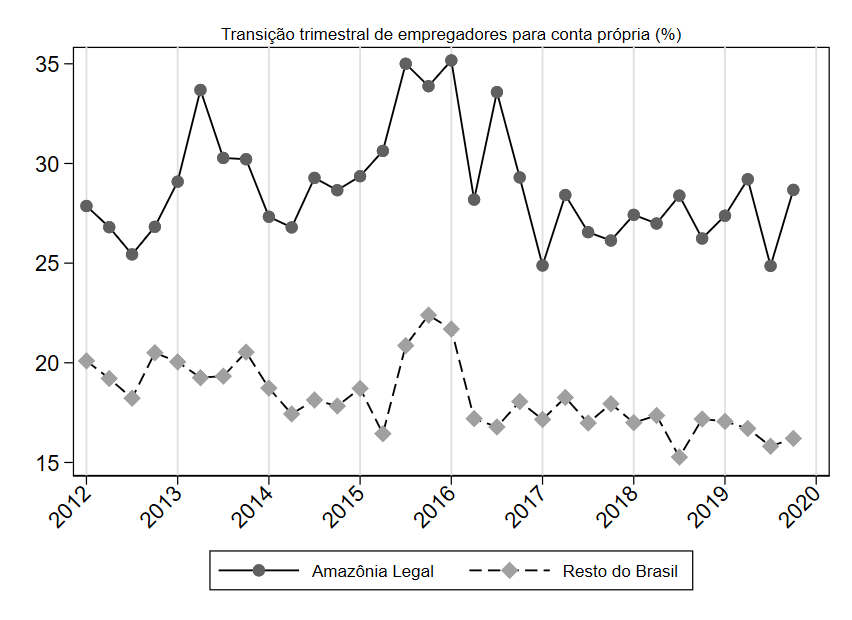 Transição trimestral de empregadores para conta própria (%)
35
30
25
20
15
2012 2013 2014 2015 2016 2017 2018 2019 2020
Amazônia Legal Resto do Brasil